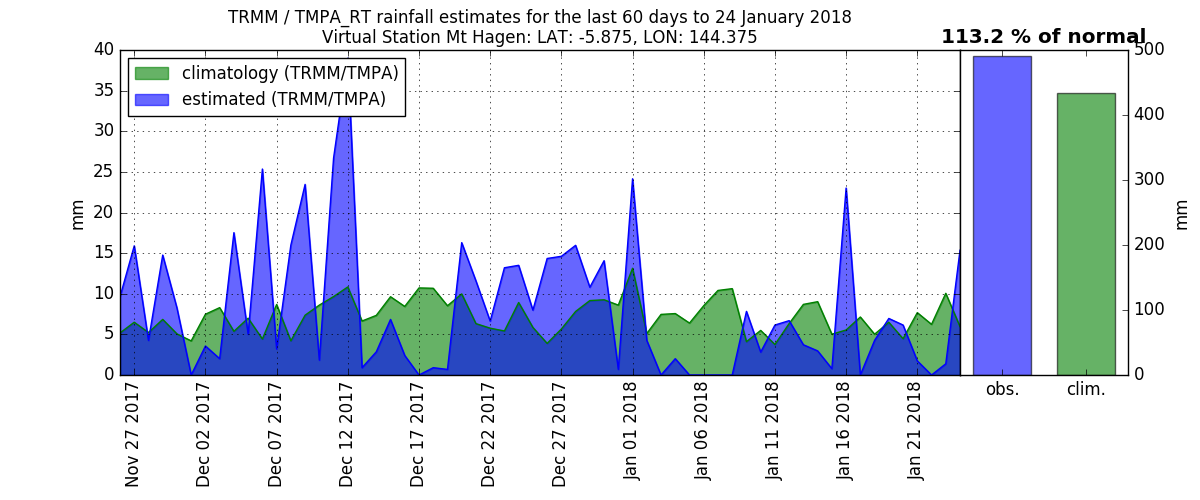 TRMM / TMPA_RT rainfall estimates for the last 60 days to 24 January 2018
Virtual Station Mt Hagen: LAT: -5.875, LON: 144.375
113.2 % of normal
climatology (TRMM/TMPA)
estimated (TRMM/TMPA)
40
35
30
25
20
15
10
5
0
mm
Nov 27 2017
Dec 02 2017
Dec 07 2017
Dec 12 2017
Dec 17 2017
Dec 22 2017
Dec 27 2017
Jan 01 2018
Jan 06 2018
Jan 11 2018
Jan 16 2018
Jan 21 2018
500
400
300
200
100
0
mm
obs.
clim.